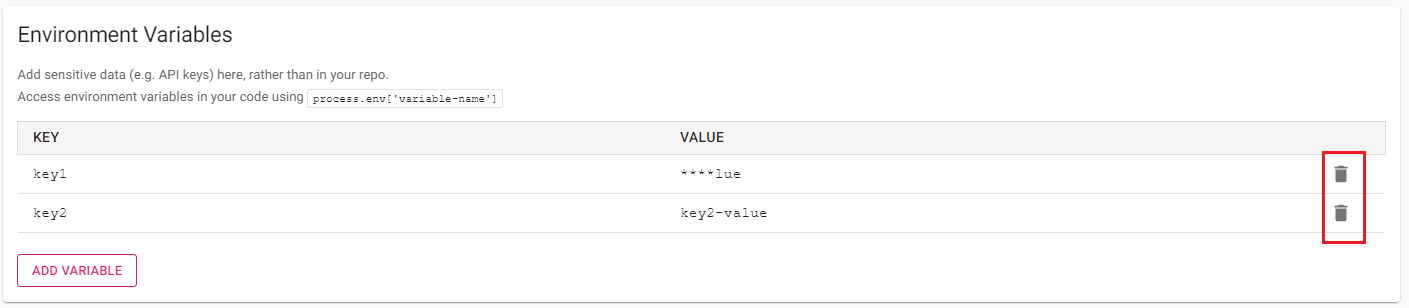 Environment Variables
Add sensitive data (e.g. API keys) here, rather than in your repo.
Access environment variables in your code using process.env['variable-name']
KEY VALUE
key1 ****lue
key2 key2-value
ADD VARIABLE